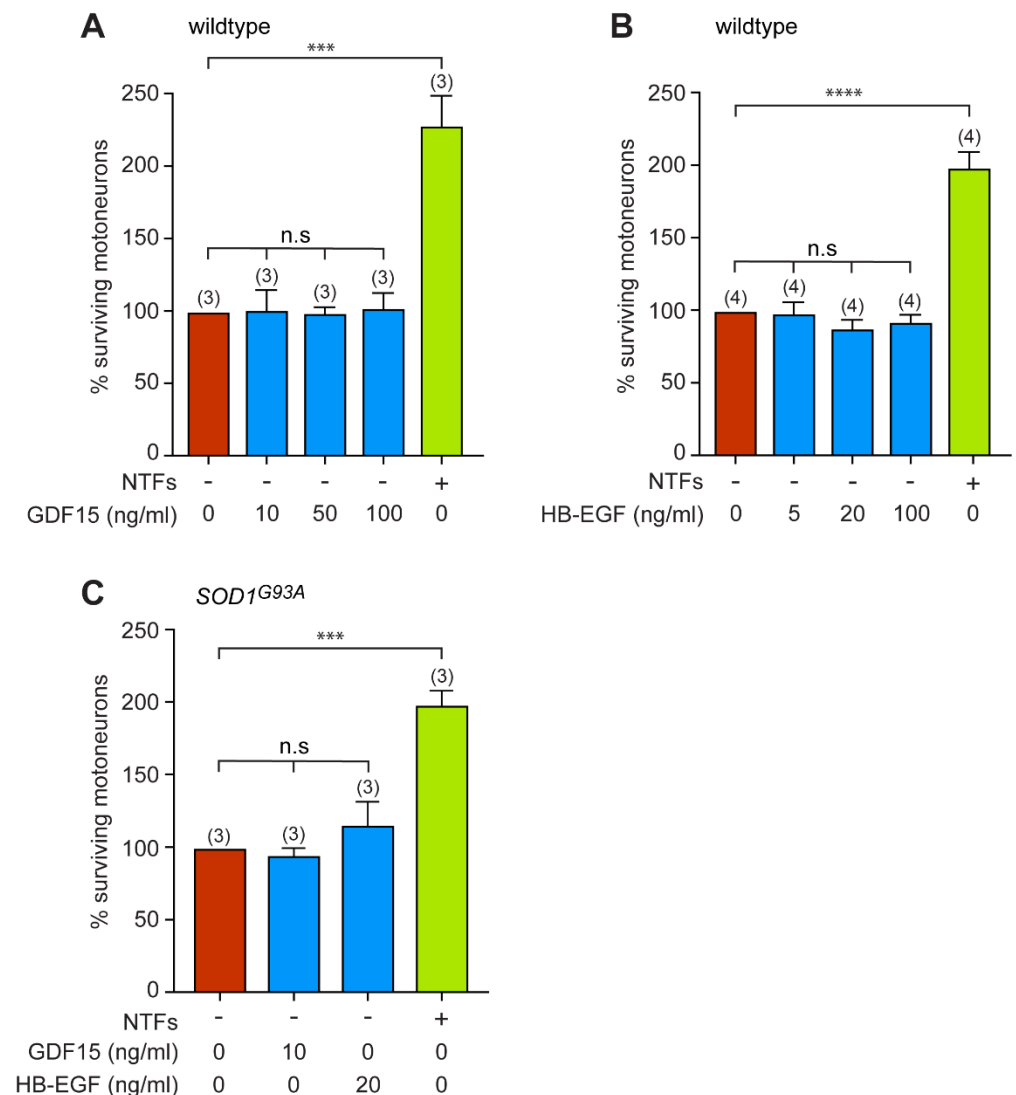 A wildtype
***
(3)
250
200
150
100
50
0
% surviving motoneurons
n.s
(3) (3) (3) (3)
NTFs - - - - +
GDF15 (ng/ml) 0 10 50 100 0
B wildtype
****
(4)
250
200
150
100
50
0
% surviving motoneurons
n.s
(4) (4) (4) (4)
NTFs - - - - +
HB-EGF (ng/ml) 0 5 20 100 0
C SOD1G93A
***
(3)
250
200
150
100
50
0
% surviving motoneurons
n.s
(3) (3) (3)
NTFs - - - +
GDF15 (ng/ml) 0 10 0 0
HB-EGF (ng/ml) 0 0 20 0